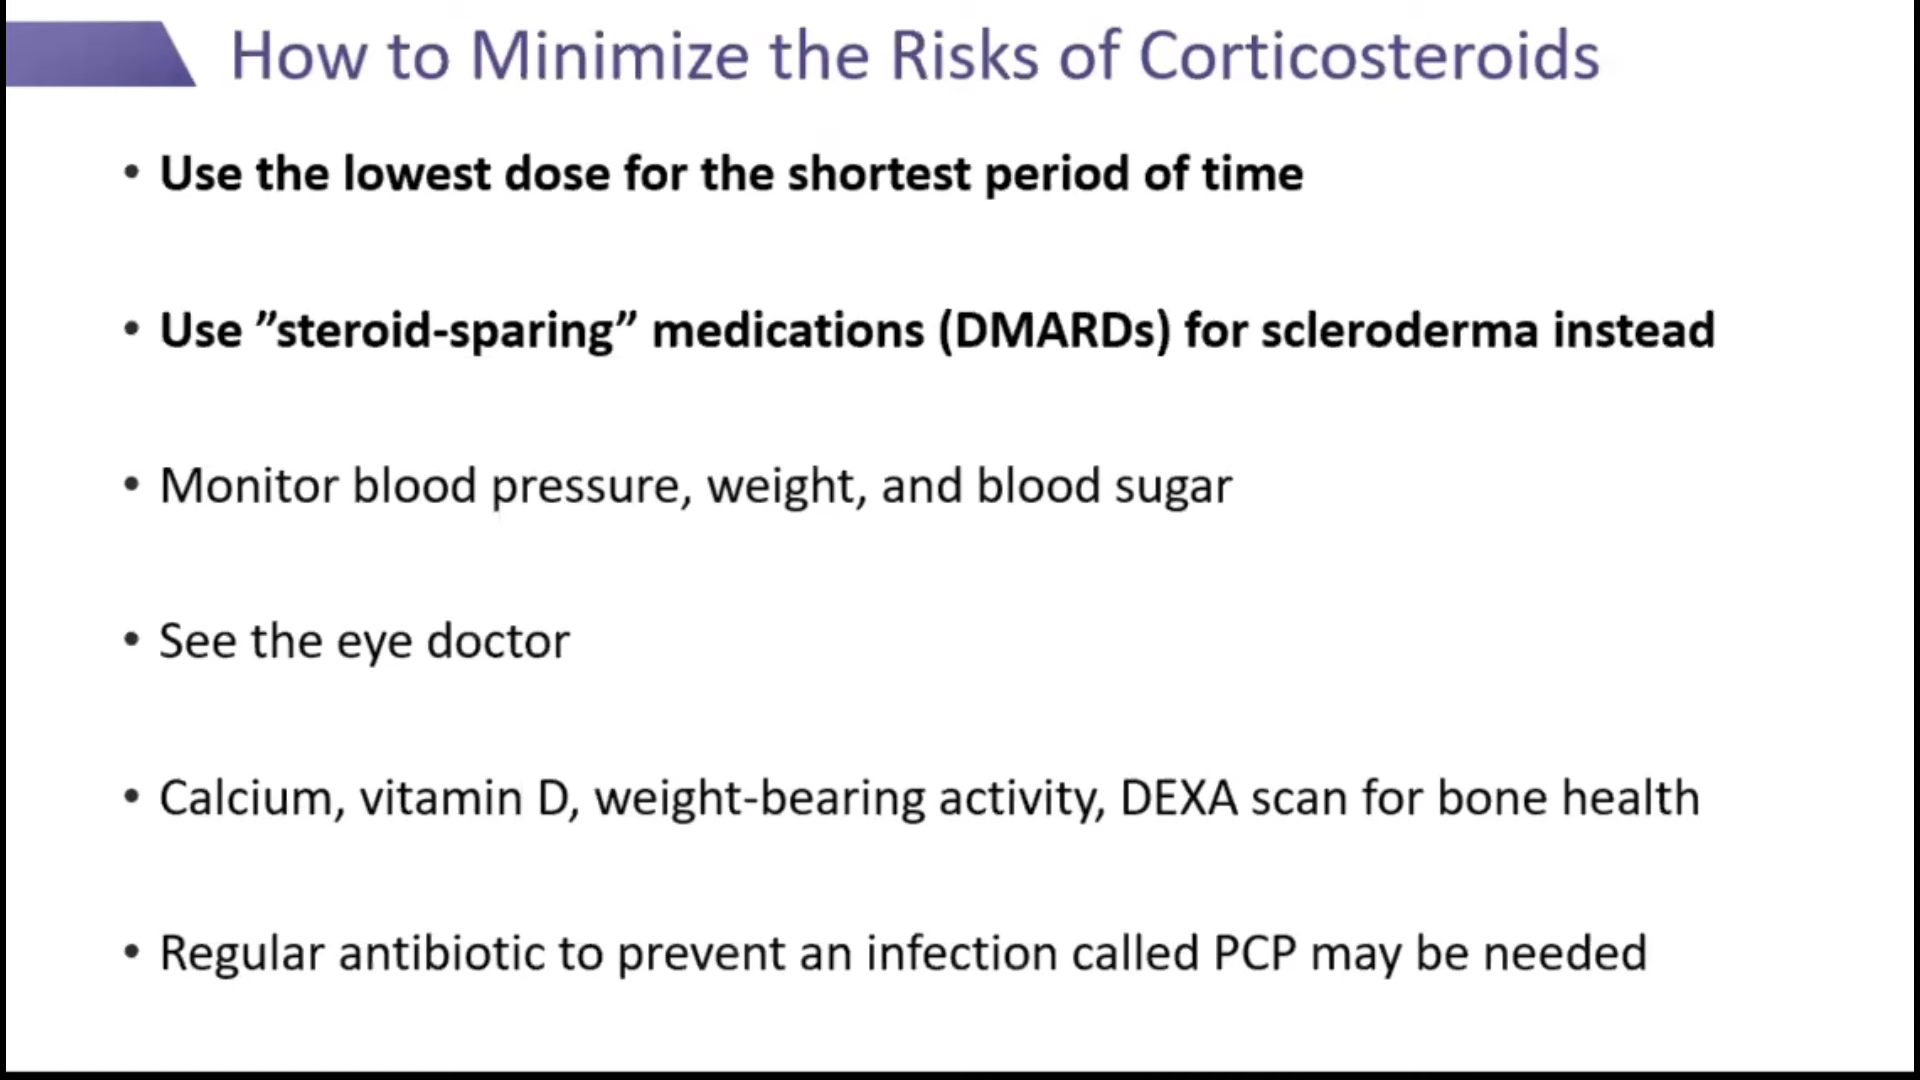 How to Minimize the Risks of Corticosteroids
• Use the lowest dose for the shortest period of time
• Use ”steroid-sparing” medications (DMARDs) for scleroderma instead
• Monitor blood pressure, weight, and blood sugar
• See the eye doctor
• Calcium, vitamin D, weight-bearing activity, DEXA scan for bone health
• Regular antibiotic to prevent an infection called PCP may be needed